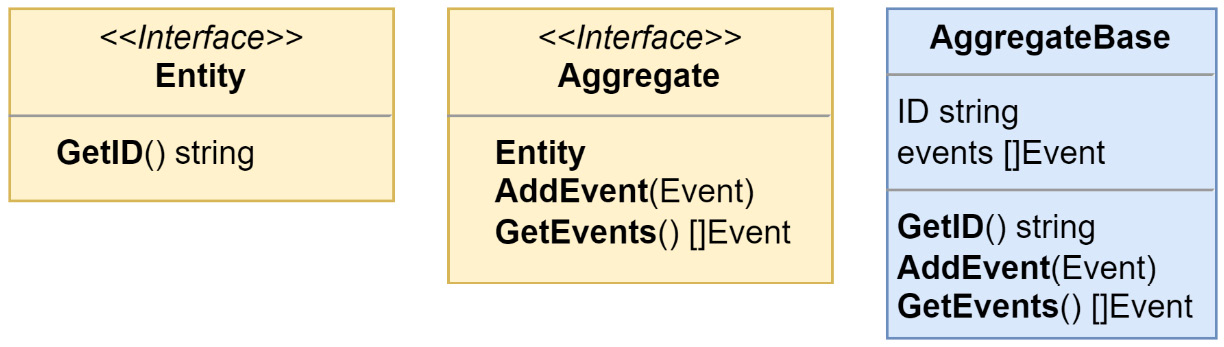 <<Interface>>
Entity
GetID() string
<<Interface>>
Aggregate
Entity
AddEvent(Event)
GetEvents() []Event
AggregateBase
ID string
events []Event
GetID() string
AddEvent(Event)
GetEvents() []Event